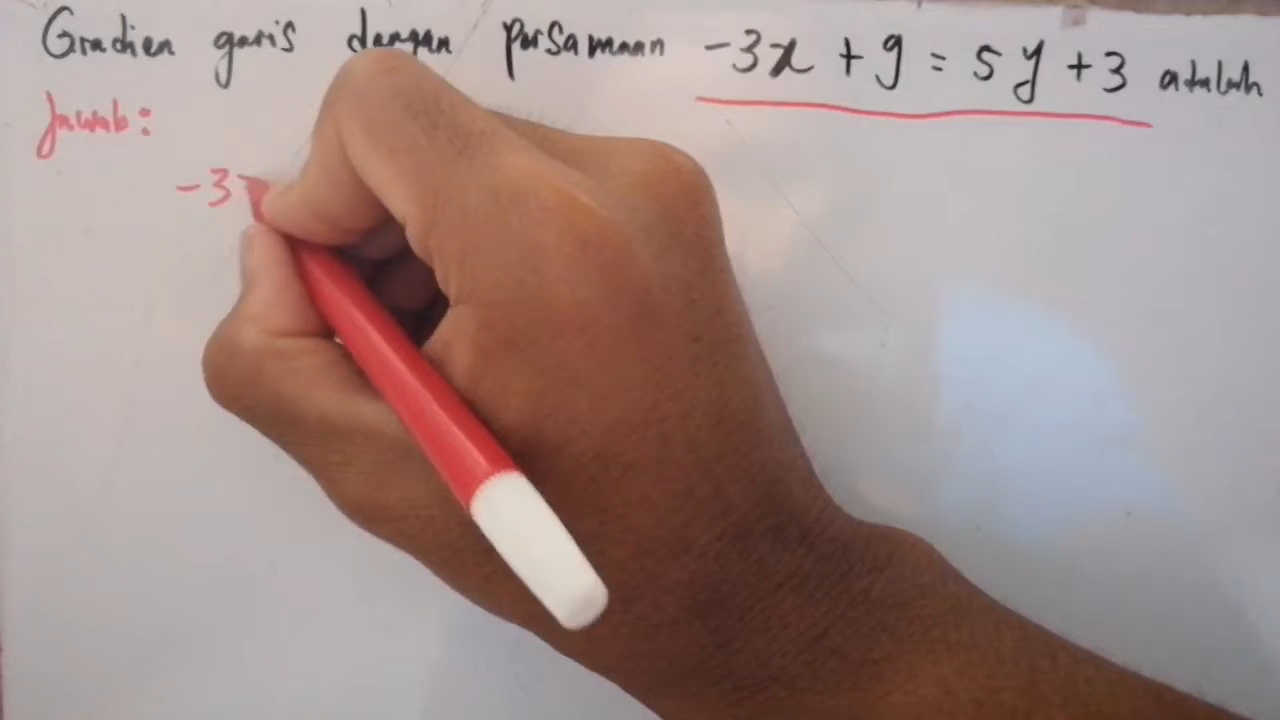 Gradien garis dengan persamaan -3x + 9 = 5y + 3 adalah
Jawab:
-3